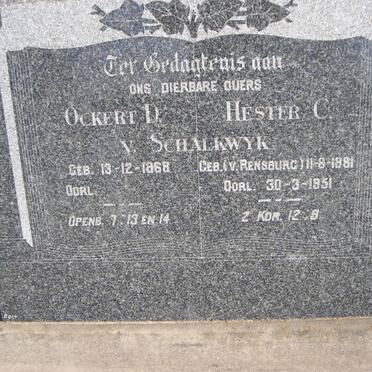 Ter Gedagtenis aan
ONS DIERBARE OUERS
OCKERT D. HESTER C.
V. SCHALKWYK
GEB. 13-12-1868 GEB. (V. RENSBURG) 11-8-1881
OORL. OORL. 30-3-1951
OPENB. 7:13 EN 14 2 KOR. 12:9